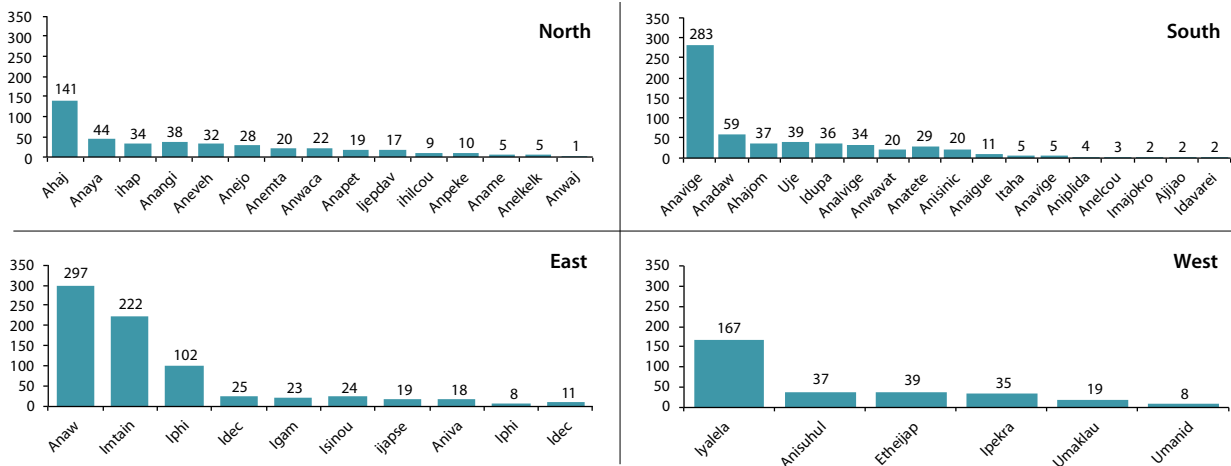 North
350
300
250
200
150
100
50
0
141 44 34 38 32 28 20 22 19 17 9 10 5 5 1
Ahaj Anaya ihap Anangi Aneveh Anejo Anemta Anwaca Anapet Ijepdav ihilcou Anpeke Aname Anelkelk Anwaj
South
350
300
250
200
150
100
50
0
283 59 37 39 36 34 20 29 20 11 5 5 4 3 2 2 2
Anavige Anadaw Ahajom Uje Idupa Analvige Anwavat Anatete Anisinic Anaigue Itaha Anavige Aniplida Anelcou Imajokro Ajijao Idavarei
East
350
300
250
200
150
100
50
0
297 222 102 25 23 24 19 18 8 11
Anaw Imtain Iphi Idec Igam Isinou ijapse Aniva Iphi Idec
West
350
300
250
200
150
100
50
0
167 37 39 35 19 8
Iyalela Anisuhul Etheijap Ipekra Umaklau Umanid